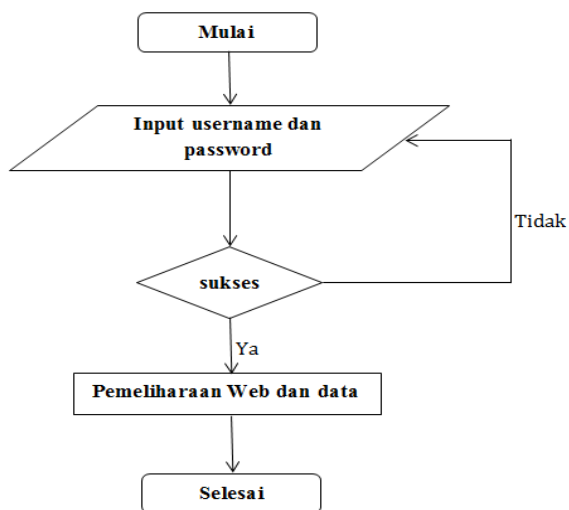 Mulai
Input username dan
password
Tidak
sukses
Ya
Pemeliharaan Web dan data
Selesai